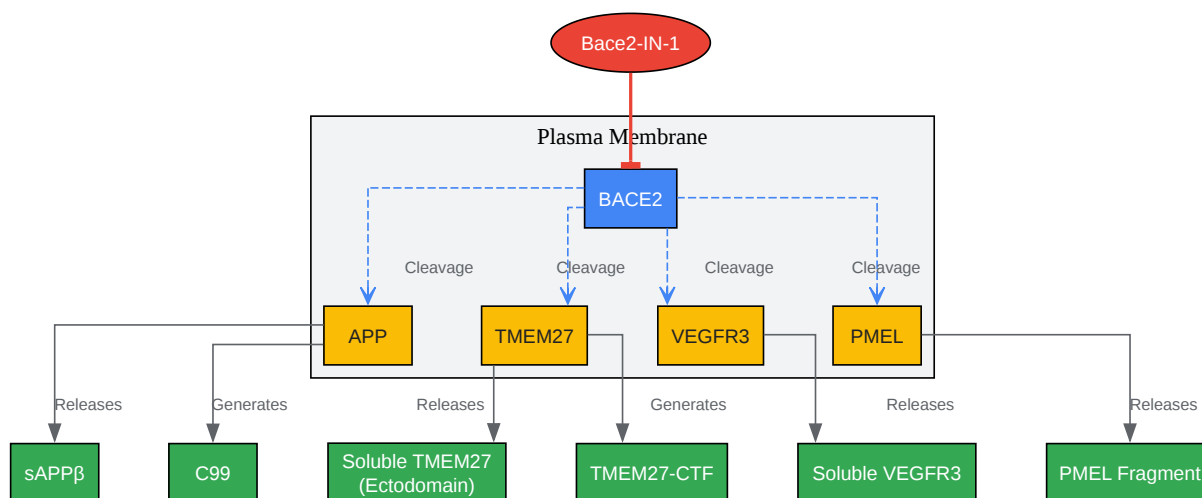 Bace2-IN-1
Plasma Membrane
BACE2
Cleavage
Cleavage
Cleavage
Cleavage
APP
TMEM27
VEGFR3
PMEL
Releases
Generates
Releases
Generates
Releases
Releases
sAPPβ
C99
Soluble TMEM27
(Ectodomain)
TMEM27-CTF
Soluble VEGFR3
PMEL Fragment